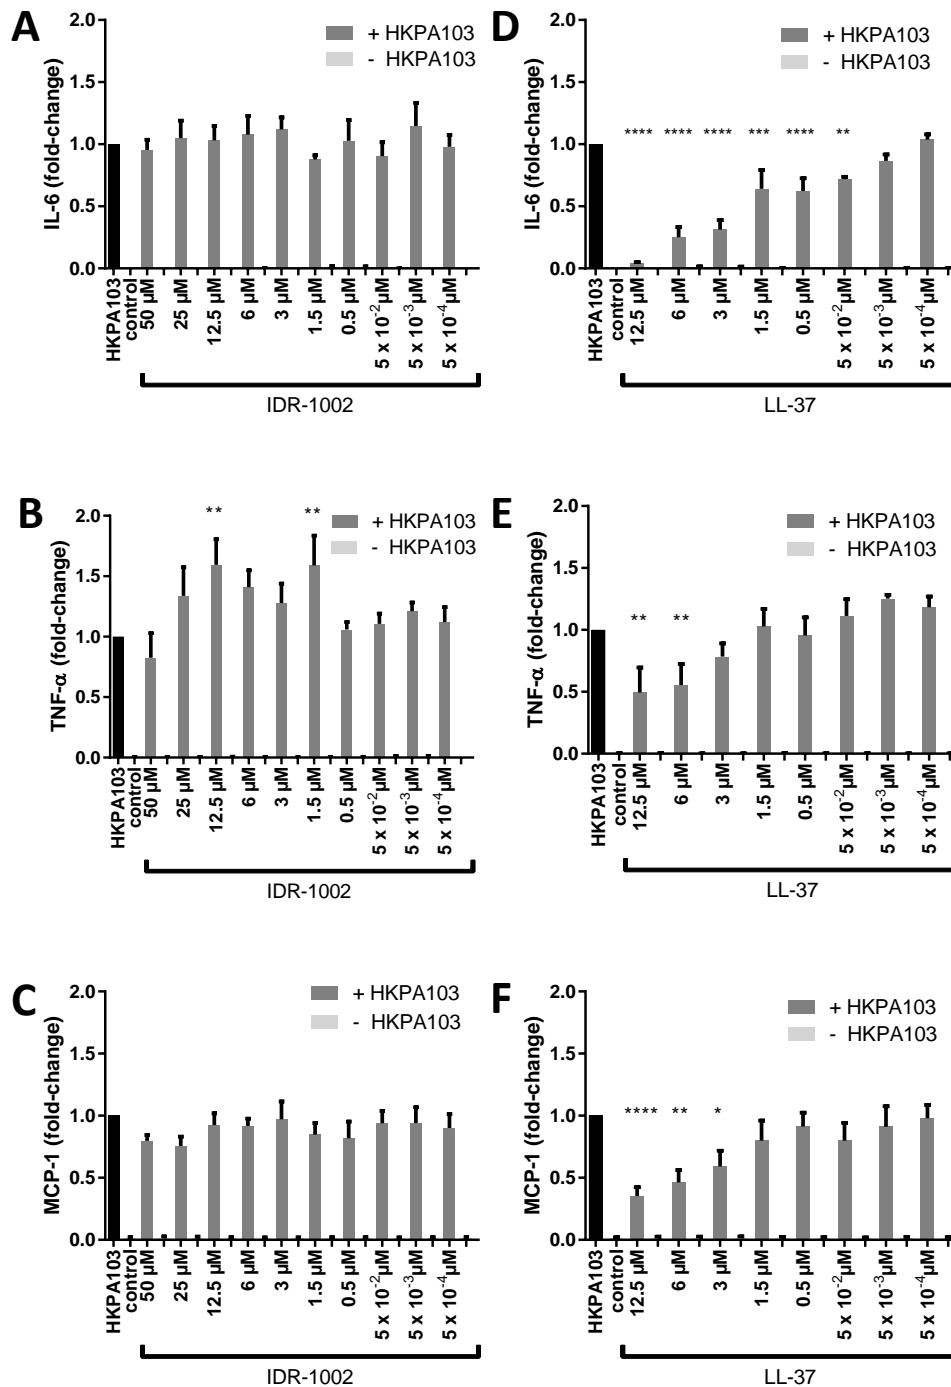 A
IL-6 (fold-change)
2.0
1.5
1.0
0.5
0.0
+ HKPA103
- HKPA103
HKPA103
control
50 µM
25 µM
12.5 µM
6 µM
3 µM
1.5 µM
0.5 µM
5 x 10⁻² µM
5 x 10⁻³ µM
5 x 10⁻⁴ µM
IDR-1002
D
IL-6 (fold-change)
2.0
1.5
1.0
0.5
0.0
+ HKPA103
- HKPA103
**** **** **** *** **** **
HKPA103
control
12.5 µM
6 µM
3 µM
1.5 µM
0.5 µM
5 x 10⁻² µM
5 x 10⁻³ µM
5 x 10⁻⁴ µM
LL-37
B
TNF-α (fold-change)
2.0
1.5
1.0
0.5
0.0
** **
+ HKPA103
- HKPA103
HKPA103
control
50 µM
25 µM
12.5 µM
6 µM
3 µM
1.5 µM
0.5 µM
5 x 10⁻² µM
5 x 10⁻³ µM
5 x 10⁻⁴ µM
IDR-1002
E
TNF-α (fold-change)
2.0
1.5
1.0
0.5
0.0
+ HKPA103
- HKPA103
** **
HKPA103
control
12.5 µM
6 µM
3 µM
1.5 µM
0.5 µM
5 x 10⁻² µM
5 x 10⁻³ µM
5 x 10⁻⁴ µM
LL-37
C
MCP-1 (fold-change)
2.0
1.5
1.0
0.5
0.0
+ HKPA103
- HKPA103
HKPA103
control
50 µM
25 µM
12.5 µM
6 µM
3 µM
1.5 µM
0.5 µM
5 x 10⁻² µM
5 x 10⁻³ µM
5 x 10⁻⁴ µM
IDR-1002
F
MCP-1 (fold-change)
2.0
1.5
1.0
0.5
0.0
+ HKPA103
- HKPA103
**** ** *
HKPA103
control
12.5 µM
6 µM
3 µM
1.5 µM
0.5 µM
5 x 10⁻² µM
5 x 10⁻³ µM
5 x 10⁻⁴ µM
LL-37